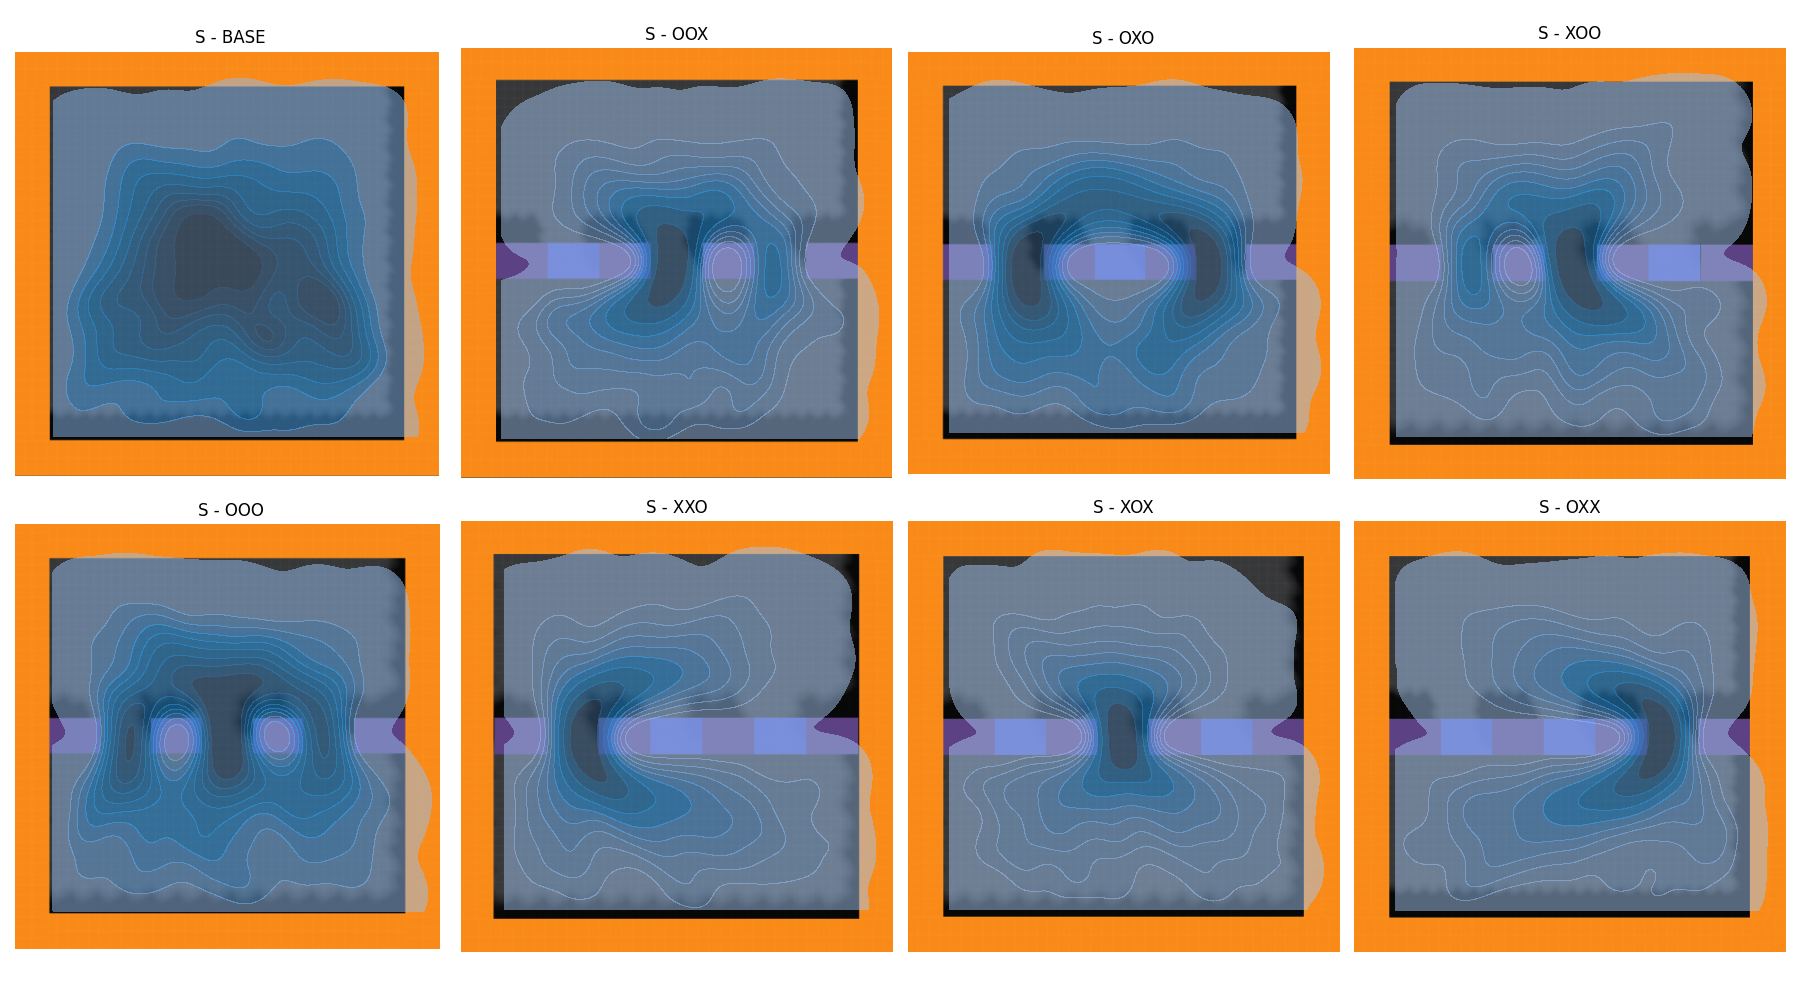 S - BASE
S - OOX
S - OXO
S - XOO
S - OOO
S - XXO
S - XOX
S - OXX